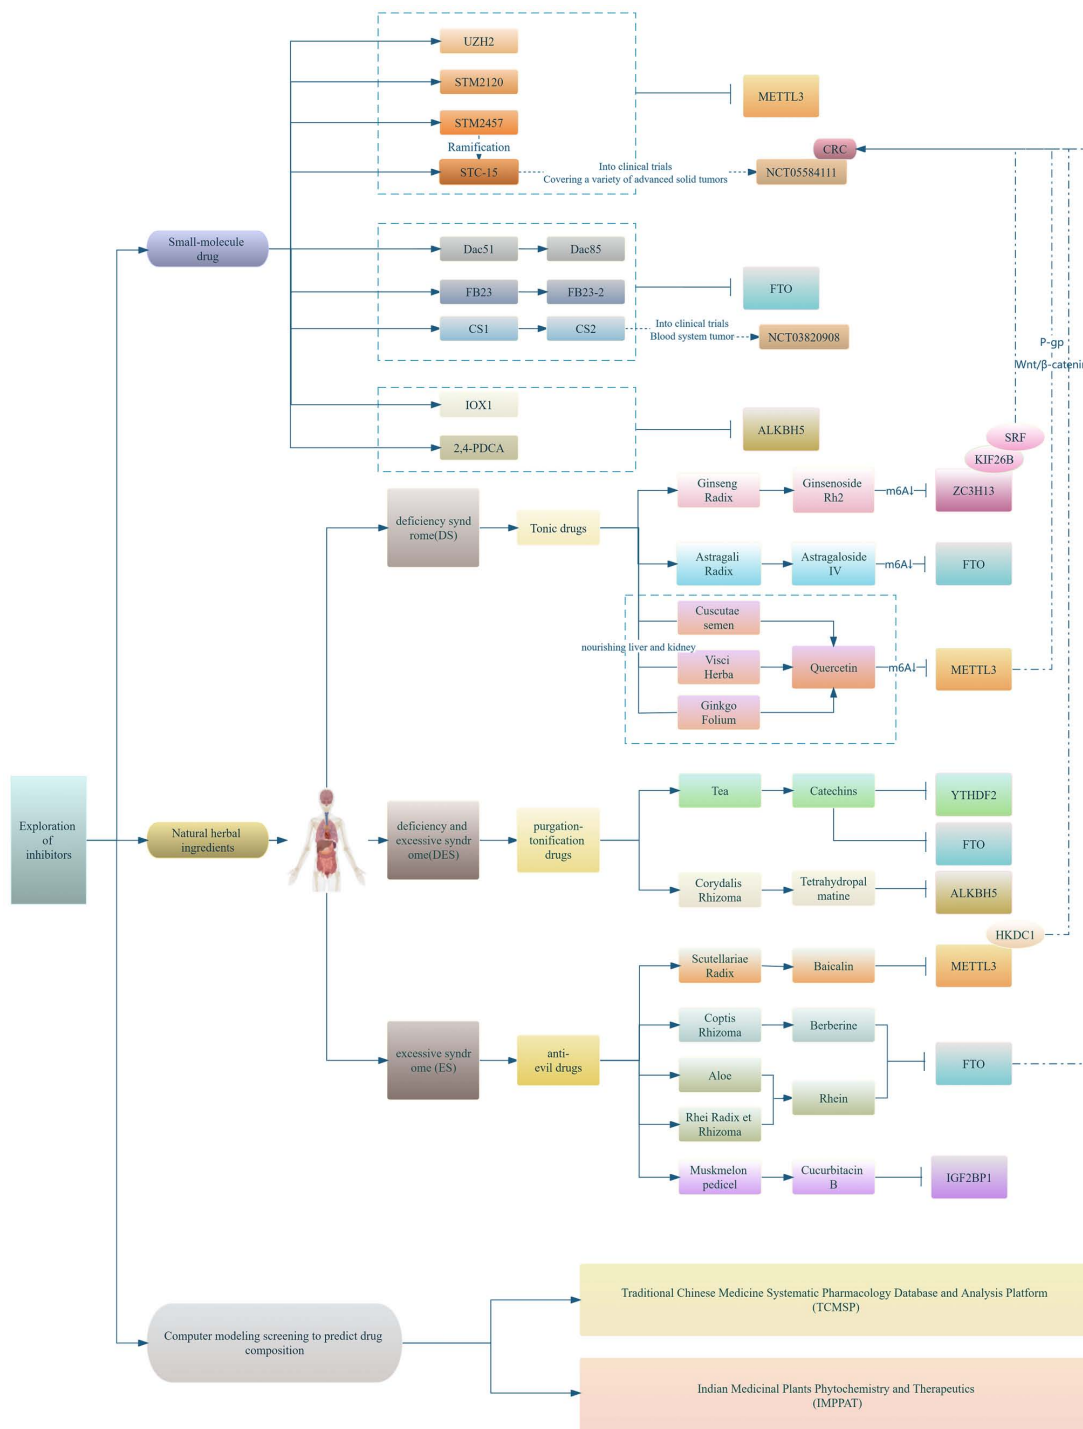 UZH2
STM2120
STM2457
Ramification
STC-15
METTL3
CRC
Into clinical trials
Covering a variety of advanced solid tumors
NCT05584111
Small-molecule
drug
Dac51
Dac85
FB23
FB23-2
CS1
CS2
FTO
Into clinical trials
Blood system tumor
NCT03820908
P-gp
Wnt/β-catenin
IOX1
2,4-PDCA
ALKBH5
SRF
KIF26B
deficiency synd
rome(DS)
Tonic drugs
Ginseng
Radix
Ginsenoside
Rh2
m6A↓
ZC3H13
Astragali
Radix
Astragaloside
IV
m6A↓
FTO
nourishing liver and kidney
Cuscutae
semen
Visci
Herba
Ginkgo
Folium
Quercetin
m6A↓
METTL3
Exploration
of
inhibitors
Natural herbal
ingredients
deficiency and
excessive syndr
ome(DES)
purgation-
tonification
drugs
Tea
Catechins
YTHDF2
FTO
Corydalis
Rhizoma
Tetrahydropal
matine
ALKBH5
HKDC1
Scutellariae
Radix
Baicalin
METTL3
excessive syndr
ome (ES)
anti-
evil drugs
Coptis
Rhizoma
Berberine
Aloe
Rhei Radix et
Rhizoma
Rhein
FTO
Muskmelon
pedicel
Cucurbitacin
B
IGF2BP1
Computer modeling screening to predict drug
composition
Traditional Chinese Medicine Systematic Pharmacology Database and Analysis Platform
(TCMSP)
Indian Medicinal Plants Phytochemistry and Therapeutics
(IMPPAT)